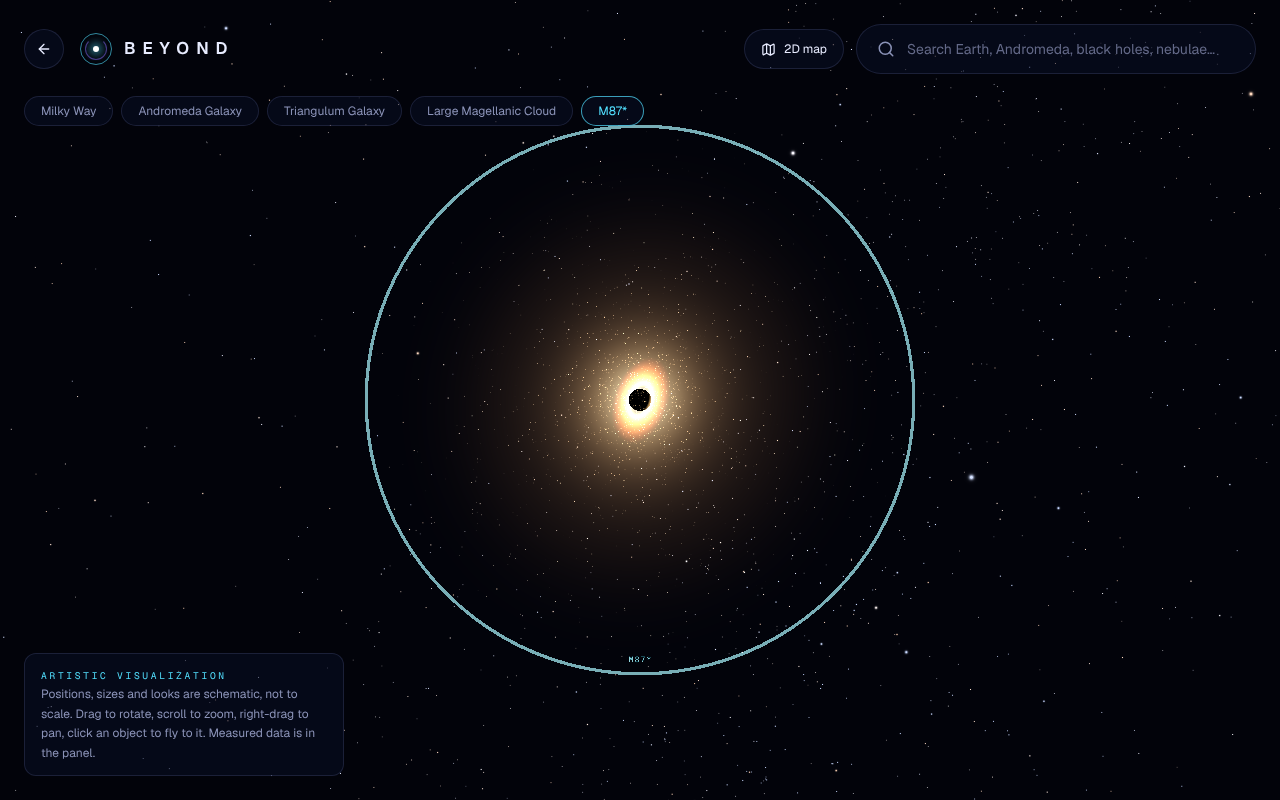 BEYOND
2D map
Search Earth, Andromeda, black holes, nebulae...
Milky Way
Andromeda Galaxy
Triangulum Galaxy
Large Magellanic Cloud
M87*
M87*
ARTISTIC VISUALIZATION
Positions, sizes and looks are schematic, not to
scale. Drag to rotate, scroll to zoom, right-drag to
pan, click an object to fly to it. Measured data is in
the panel.